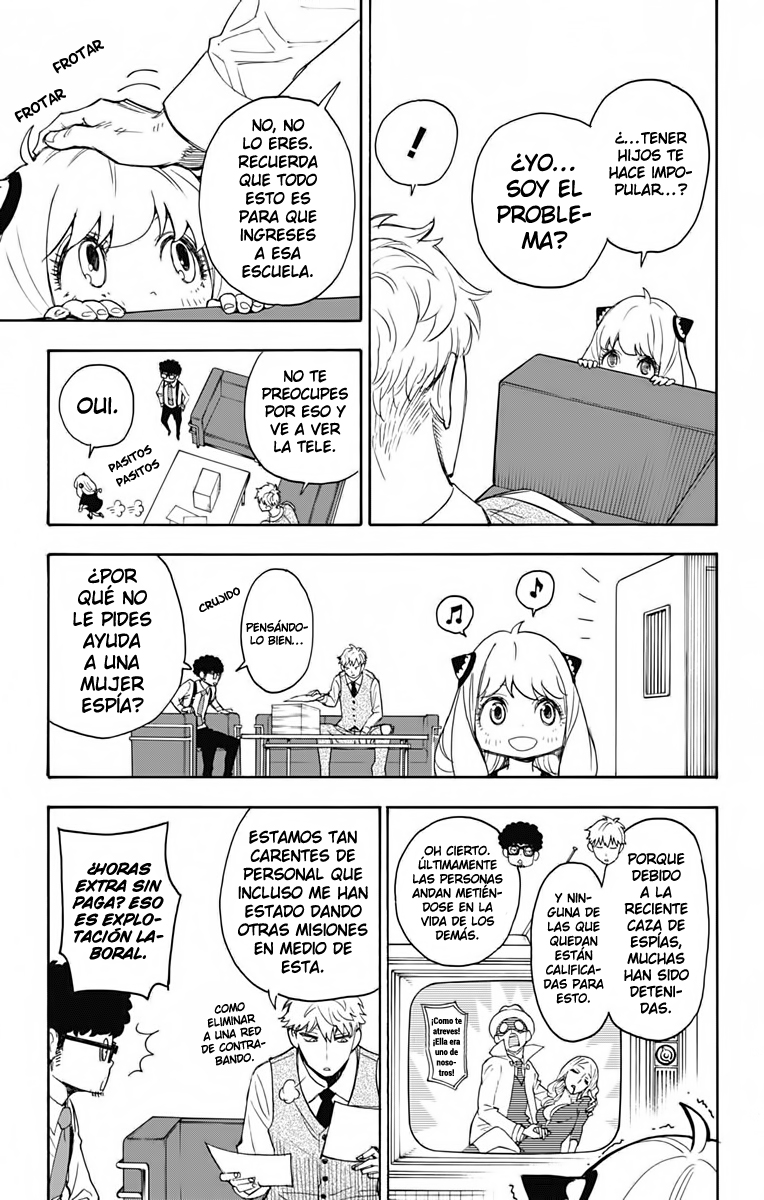 ¿...TENER
HIJOS TE
HACE IMPO-
PULAR...?
¿YO...
SOY EL
PROBLE-
MA?
!
FROTAR
FROTAR
NO, NO
LO ERES.
RECUERDA
QUE TODO
ESTO ES
PARA QUE
INGRESES
A ESA
ESCUELA.
NO TE
PREOCUPES
POR ESO Y
VE A VER
LA TELE.
OUI.
PASITOS
PASITOS
CRUJIDO
PENSÁNDO-
LO BIEN...
¿POR
QUÉ NO
LE PIDES
AYUDA
A UNA
MUJER
ESPÍA?
PORQUE
DEBIDO
A LA
RECIENTE
CAZA DE
ESPÍAS,
MUCHAS
HAN SIDO
DETENI-
DAS.
Y NIN-
GUNA DE
LAS QUE
QUEDAN
ESTÁN
CALIFICA-
DAS PARA
ESTO.
OH CIERTO.
ÚLTIMAMENTE
LAS PERSONAS
ANDAN METIÉN-
DOSE EN LA
VIDA DE LOS
DEMÁS.
¡Como te
atreves!
¡Ella era
uno de
noso-
tros!
ESTAMOS TAN
CARENTES DE
PERSONAL QUE
INCLUSO ME HAN
ESTADO DANDO
OTRAS MISIONES
EN MEDIO DE
ESTA.
COMO
ELIMINAR
A UNA RED
DE CONTRA-
BANDO.
¿HORAS
EXTRA SIN
PAGA? ESO
ES EXPLO-
TACIÓN LA-
BORAL.